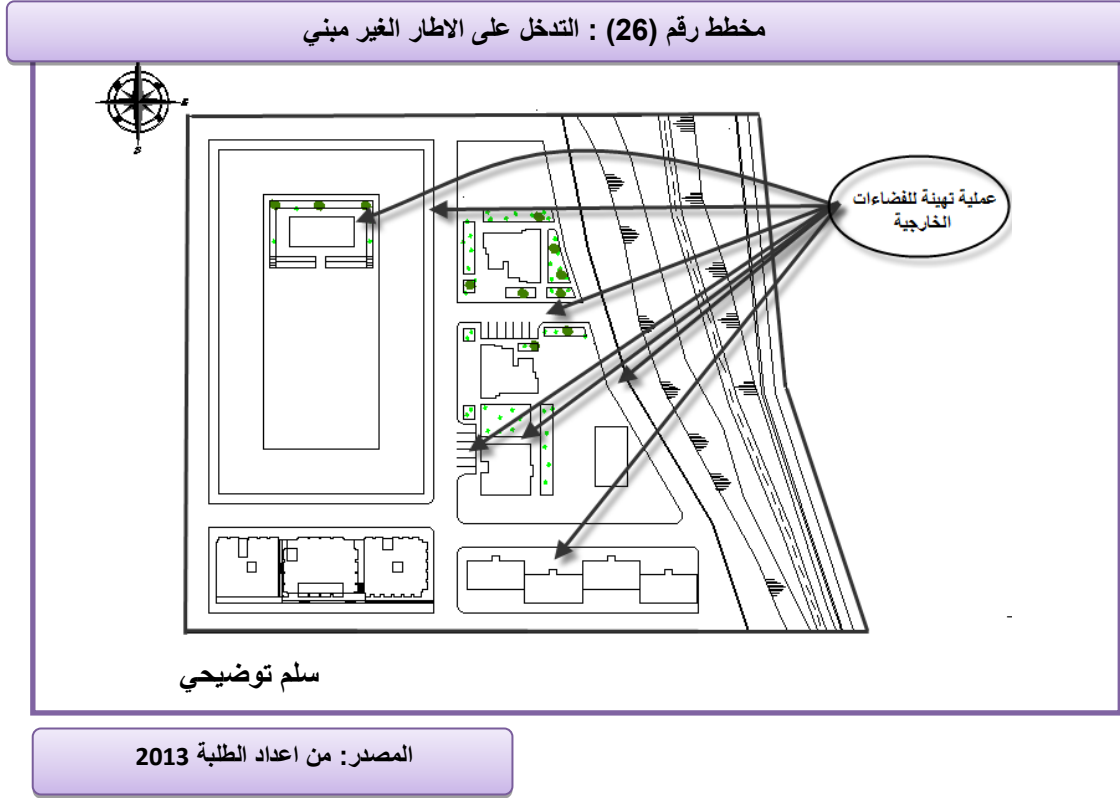 مخطط رقم (26) : التدخل على الاطار الغير مبني
E
S
عملية تهيئة للفضاءات
الخارجية
سلم توضيحي
المصدر: من اعداد الطلبة 2013